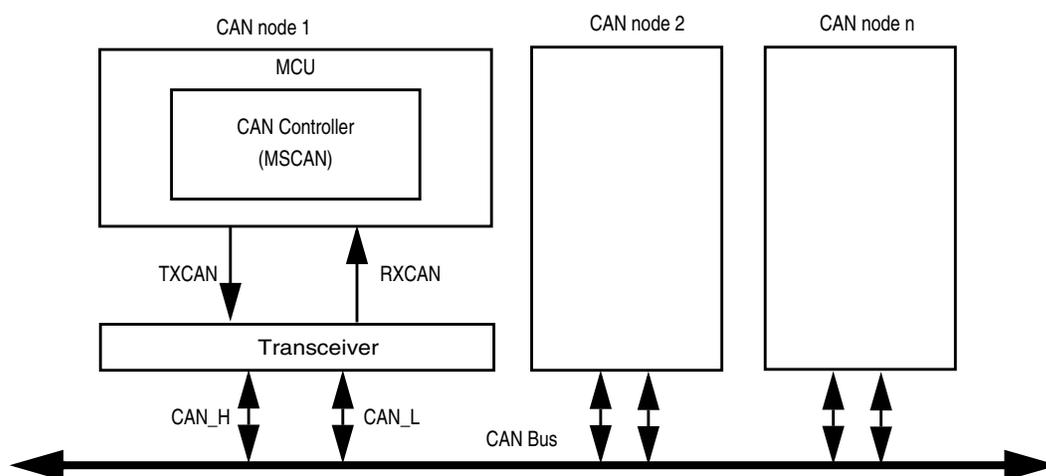 CAN node 1
CAN node 2
CAN node n
MCU
CAN Controller
(MSCAN)
TXCAN
RXCAN
Transceiver
CAN_H
CAN_L
CAN Bus